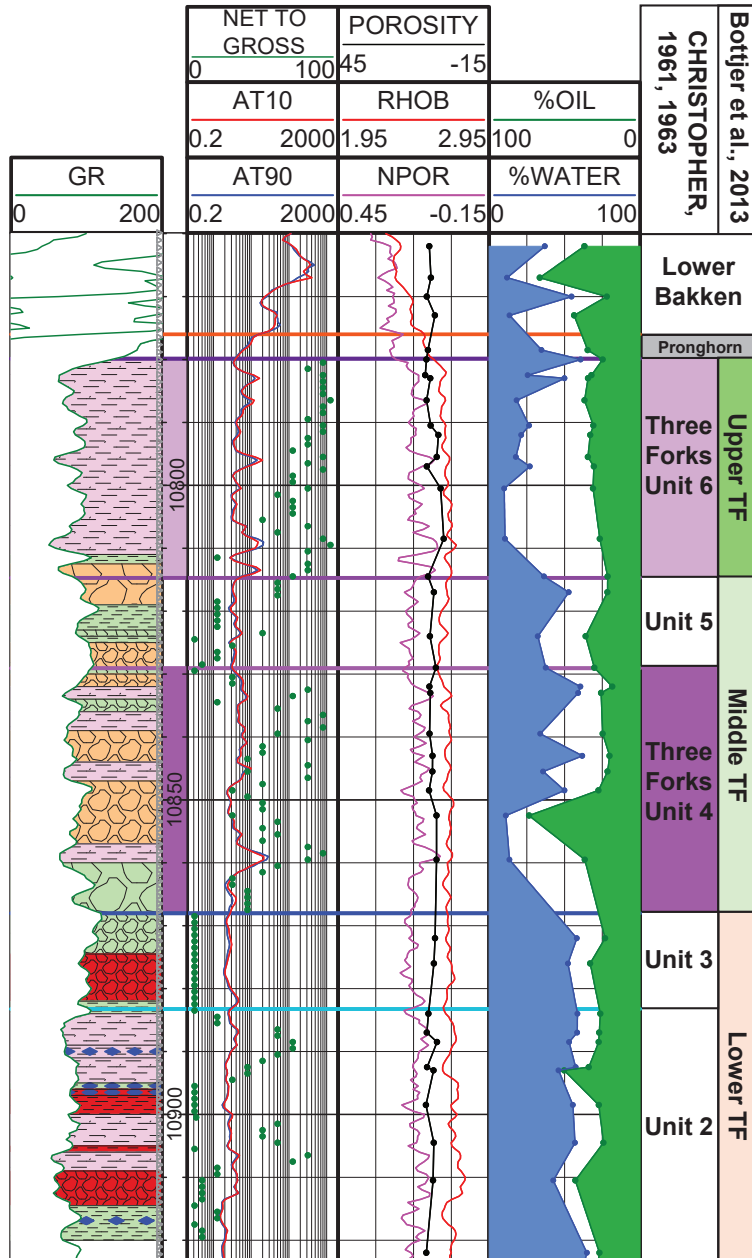 NET TO
GROSS
0 100
POROSITY
45 -15
AT10
0.2 2000
RHOB
1.95 2.95
%OIL
100 0
GR
0 200
AT90
0.2 2000
NPOR
0.45 -0.15
%WATER
0 100
CHRISTOPHER,
1961, 1963
Bottjer et al., 2013
Lower
Bakken
Pronghorn
Three
Forks
Unit 6
Upper TF
10800
Unit 5
Middle TF
Three
Forks
Unit 4
10850
Unit 3
Lower TF
Unit 2
10900